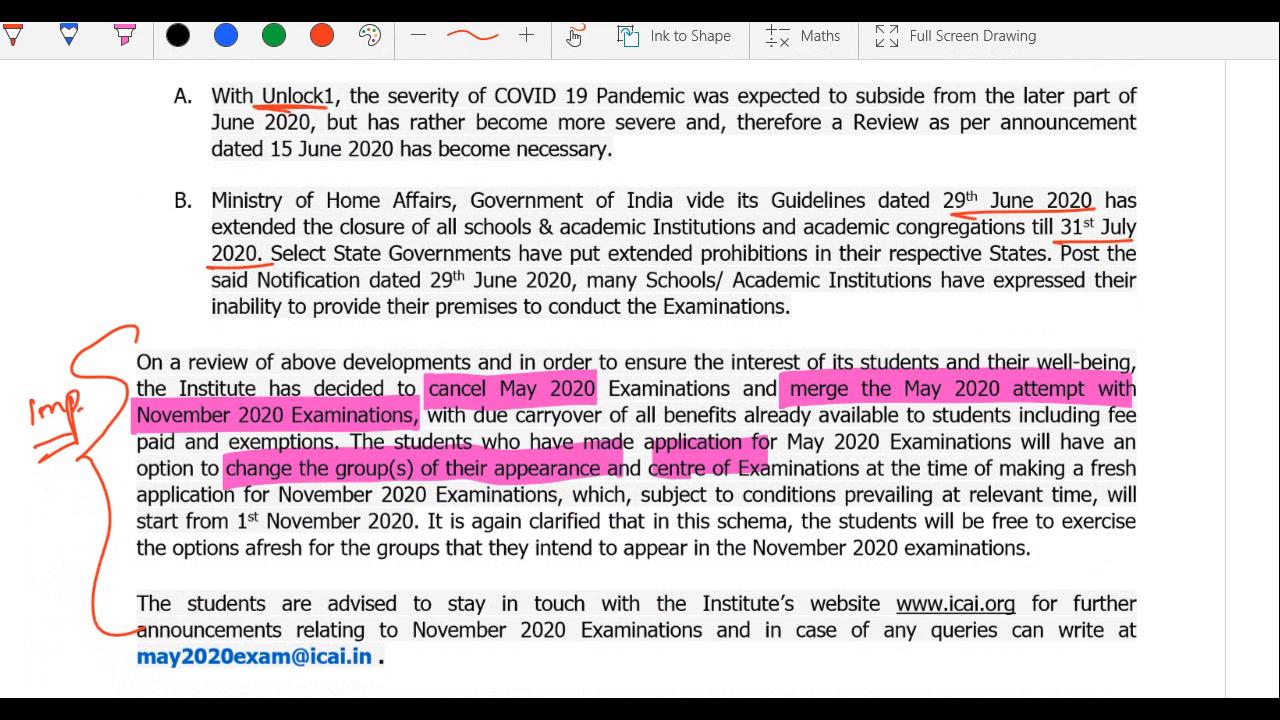 Ink to Shape Maths Full Screen Drawing
A. With Unlock1, the severity of COVID 19 Pandemic was expected to subside from the later part of
June 2020, but has rather become more severe and, therefore a Review as per announcement
dated 15 June 2020 has become necessary.
B. Ministry of Home Affairs, Government of India vide its Guidelines dated 29th June 2020 has
extended the closure of all schools & academic Institutions and academic congregations till 31st July
2020. Select State Governments have put extended prohibitions in their respective States. Post the
said Notification dated 29th June 2020, many Schools/ Academic Institutions have expressed their
inability to provide their premises to conduct the Examinations.
On a review of above developments and in order to ensure the interest of its students and their well-being,
the Institute has decided to cancel May 2020 Examinations and merge the May 2020 attempt with
Imp.
November 2020 Examinations, with due carryover of all benefits already available to students including fee
paid and exemptions. The students who have made application for May 2020 Examinations will have an
option to change the group(s) of their appearance and centre of Examinations at the time of making a fresh
application for November 2020 Examinations, which, subject to conditions prevailing at relevant time, will
start from 1st November 2020. It is again clarified that in this schema, the students will be free to exercise
the options afresh for the groups that they intend to appear in the November 2020 examinations.
The students are advised to stay in touch with the Institute's website www.icai.org for further
announcements relating to November 2020 Examinations and in case of any queries can write at
may2020exam@icai.in .